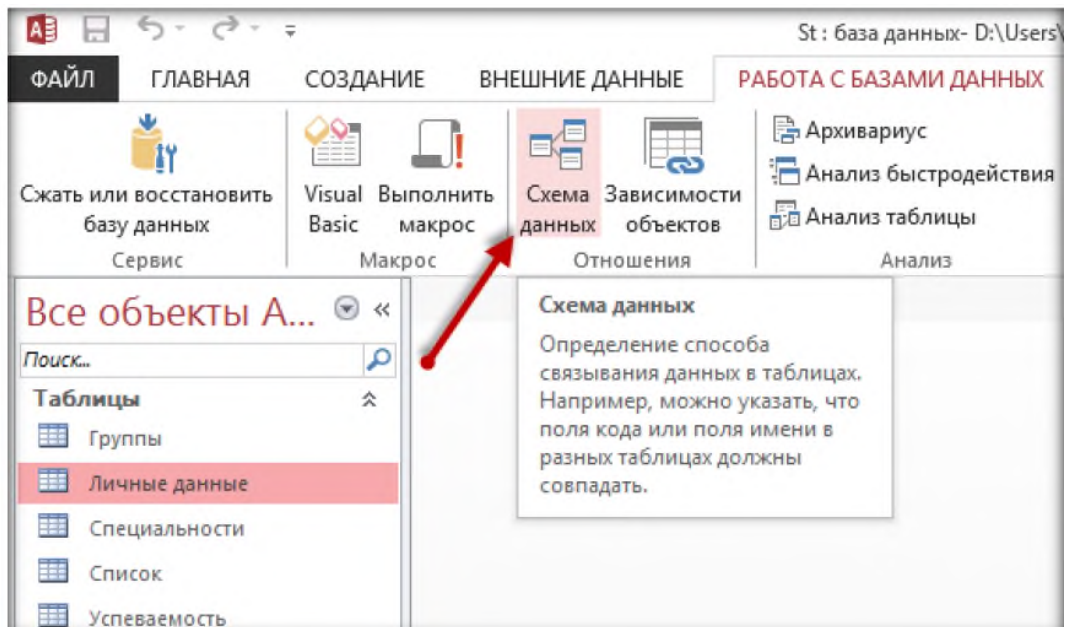 St : база данных- D:\Users\
ФАЙЛ ГЛАВНАЯ СОЗДАНИЕ ВНЕШНИЕ ДАННЫЕ РАБОТА С БАЗАМИ ДАННЫХ
Сжать или восстановить
базу данных
Сервис
Visual
Basic
Выполнить
макрос
Макрос
Схема
данных
Зависимости
объектов
Отношения
Архивариус
Анализ быстродействия
Анализ таблицы
Анализ
Все объекты A...
Поиск...
Таблицы
Группы
Личные данные
Специальности
Список
Успеваемость
Схема данных
Определение способа
связывания данных в таблицах.
Например, можно указать, что
поля кода или поля имени в
разных таблицах должны
совпадать.